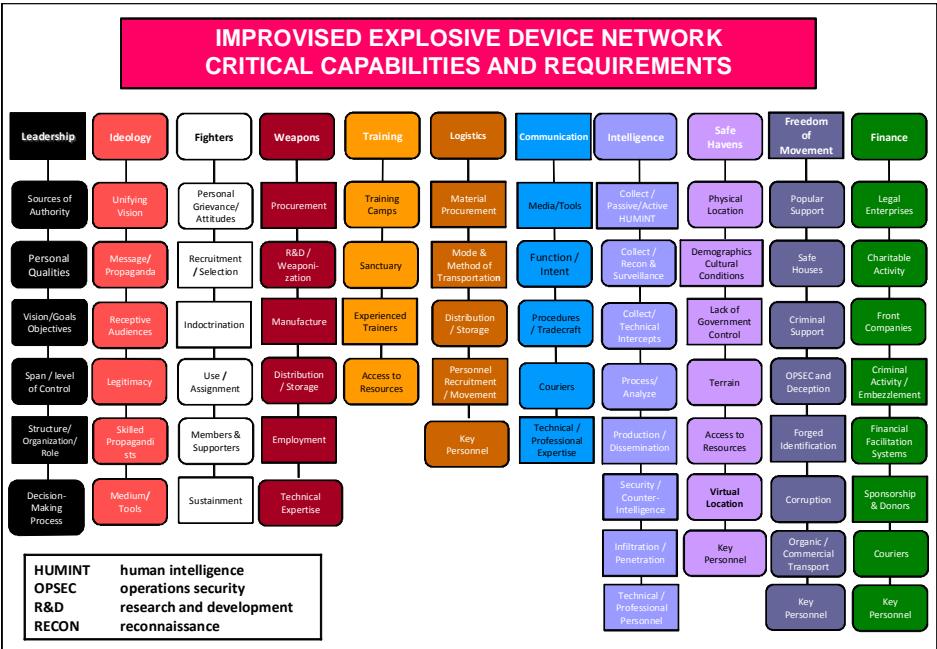 IMPROVISED EXPLOSIVE DEVICE NETWORK
CRITICAL CAPABILITIES AND REQUIREMENTS
Leadership
Sources of
Authority
Personal
Qualities
Vision/Goals
Objectives
Span / level
of Control
Structure/
Organization/
Role
Decision-
Making
Process
Ideology
Unifying
Vision
Message/
Propaganda
Receptive
Audiences
Legitimacy
Skilled
Propagandi
sts
Medium/
Tools
Fighters
Personal
Grievance/
Attitudes
Recruitment
/ Selection
Indoctrination
Use /
Assignment
Members &
Supporters
Sustainment
Weapons
Procurement
R&D /
Weaponi-
zation
Manufacture
Distribution
/ Storage
Employment
Technical
Expertise
Training
Training
Camps
Sanctuary
Experienced
Trainers
Access to
Resources
Logistics
Material
Procurement
Mode &
Method of
Transportation
Distribution
/ Storage
Personnel
Recruitment
/ Movement
Key
Personnel
Communication
Media/Tools
Function /
Intent
Procedures
/ Tradecraft
Couriers
Technical /
Professional
Expertise
Intelligence
Collect /
Passive/Active
HUMINT
Collect /
Recon &
Surveillance
Collect/
Technical
Intercepts
Process/
Analyze
Production /
Dissemination
Security /
Counter-
Intelligence
Infiltration /
Penetration
Technical /
Professional
Personnel
Safe
Havens
Physical
Location
Demographics
Cultural
Conditions
Lack of
Government
Control
Terrain
Access to
Resources
Virtual
Location
Key
Personnel
Freedom
of
Movement
Popular
Support
Safe
Houses
Criminal
Support
OPSEC and
Deception
Forged
Identification
Corruption
Organic /
Commercial
Transport
Key
Personnel
Finance
Legal
Enterprises
Charitable
Activity
Front
Companies
Criminal
Activity /
Embezzlement
Financial
Facilitation
Systems
Sponsorship
& Donors
Couriers
Key
Personnel
HUMINT human intelligence
OPSEC operations security
R&D research and development
RECON reconnaissance